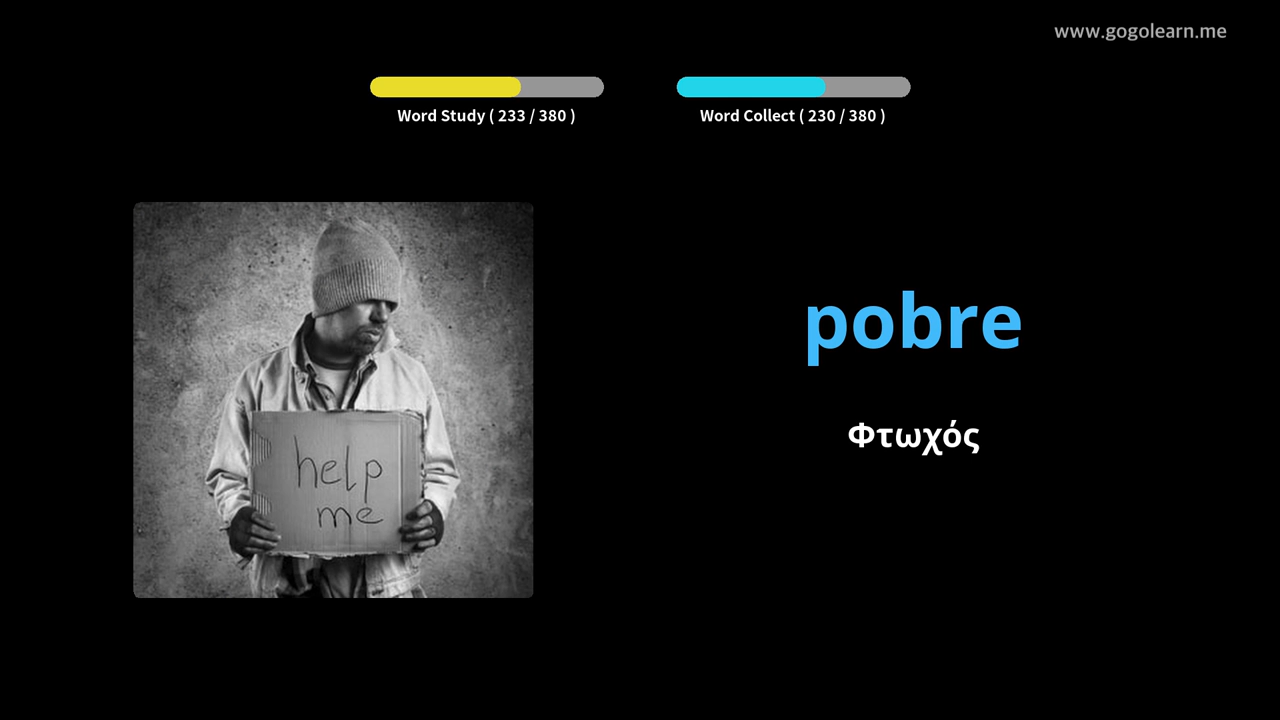 www.gogolearn.me
Word Study ( 233 / 380 )
Word Collect ( 230 / 380 )
help
me
pobre
Φτωχός